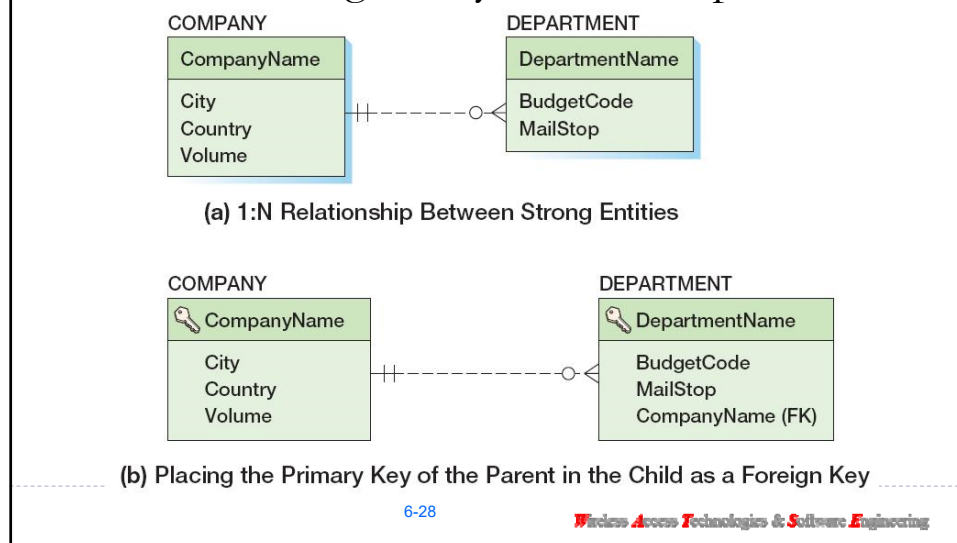 COMPANY
CompanyName
City
Country
Volume
DEPARTMENT
DepartmentName
BudgetCode
MailStop
(a) 1:N Relationship Between Strong Entities
COMPANY
CompanyName
City
Country
Volume
DEPARTMENT
DepartmentName
BudgetCode
MailStop
CompanyName (FK)
(b) Placing the Primary Key of the Parent in the Child as a Foreign Key
6-28
Wireless Access Technologies & Software Engineering